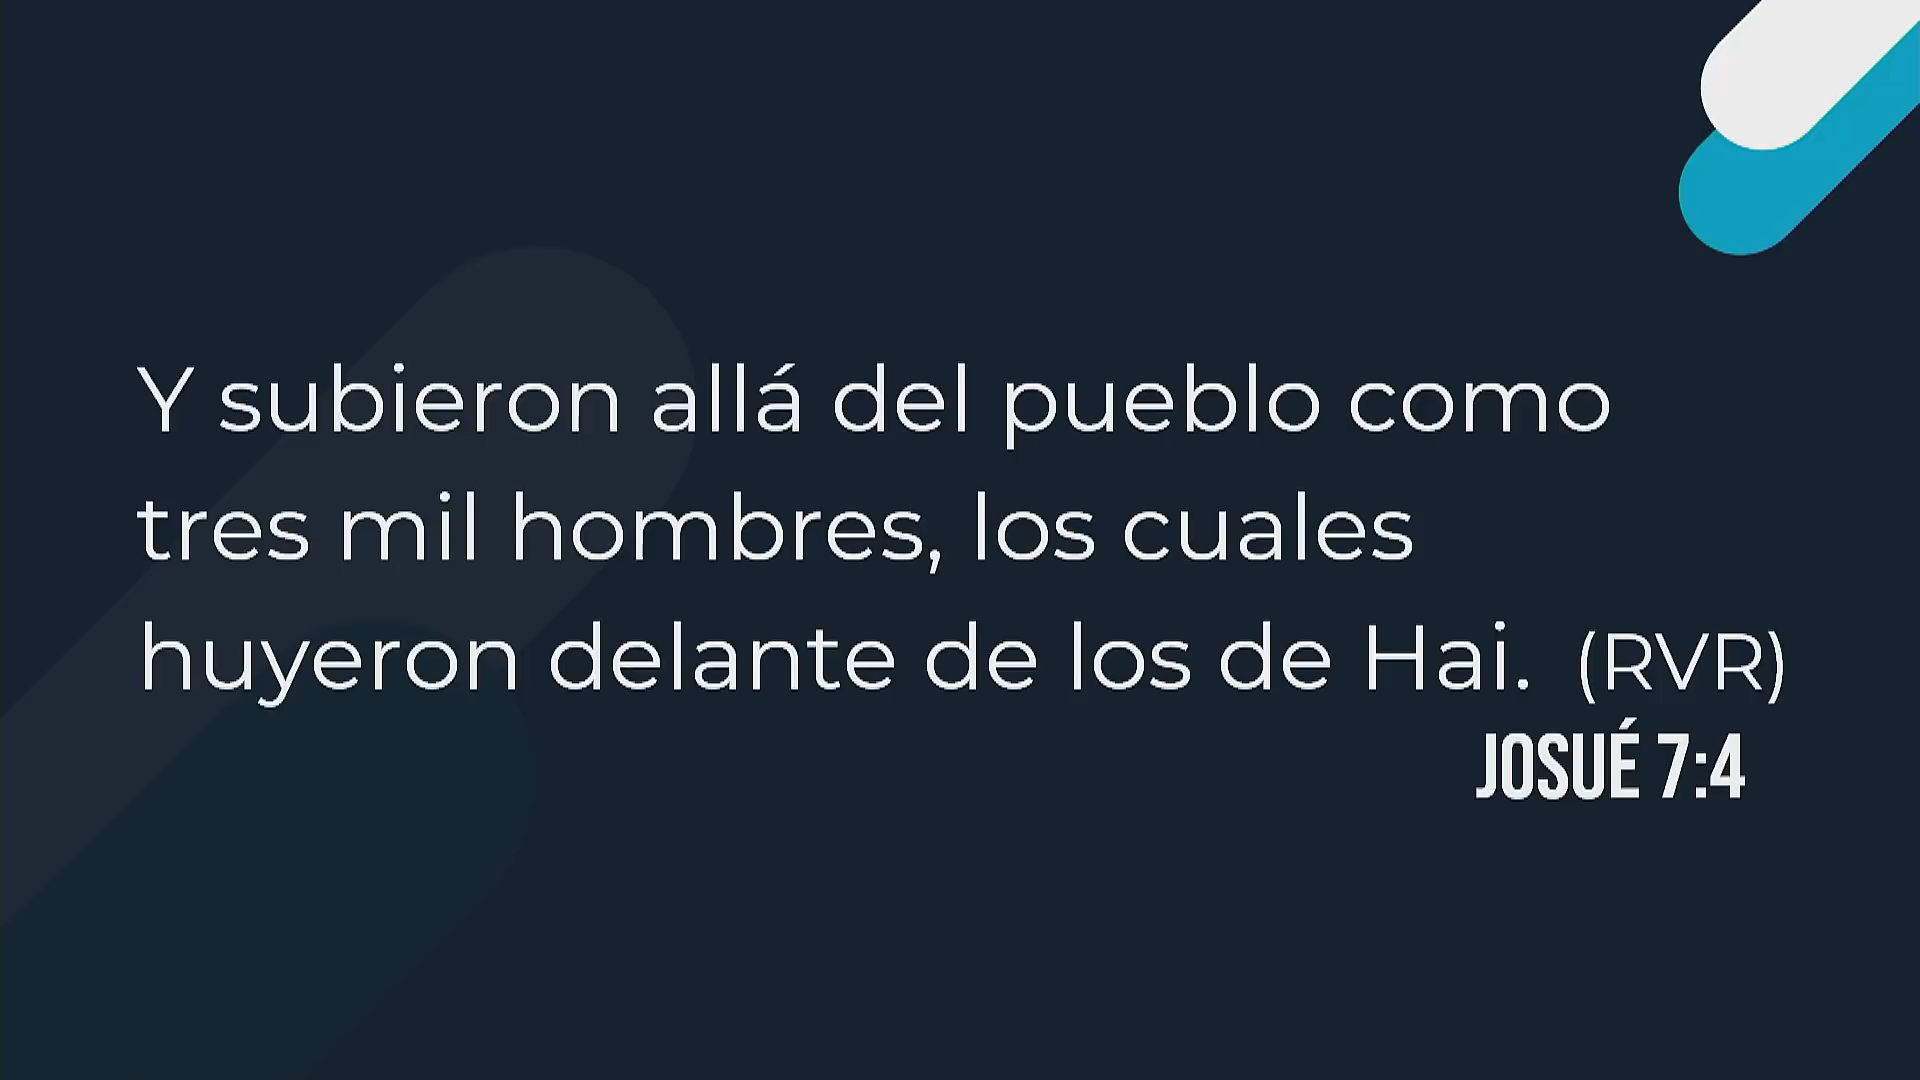 Y subieron allá del pueblo como
tres mil hombres, los cuales
huyeron delante de los de Hai. (RVR)
JOSUÉ 7:4